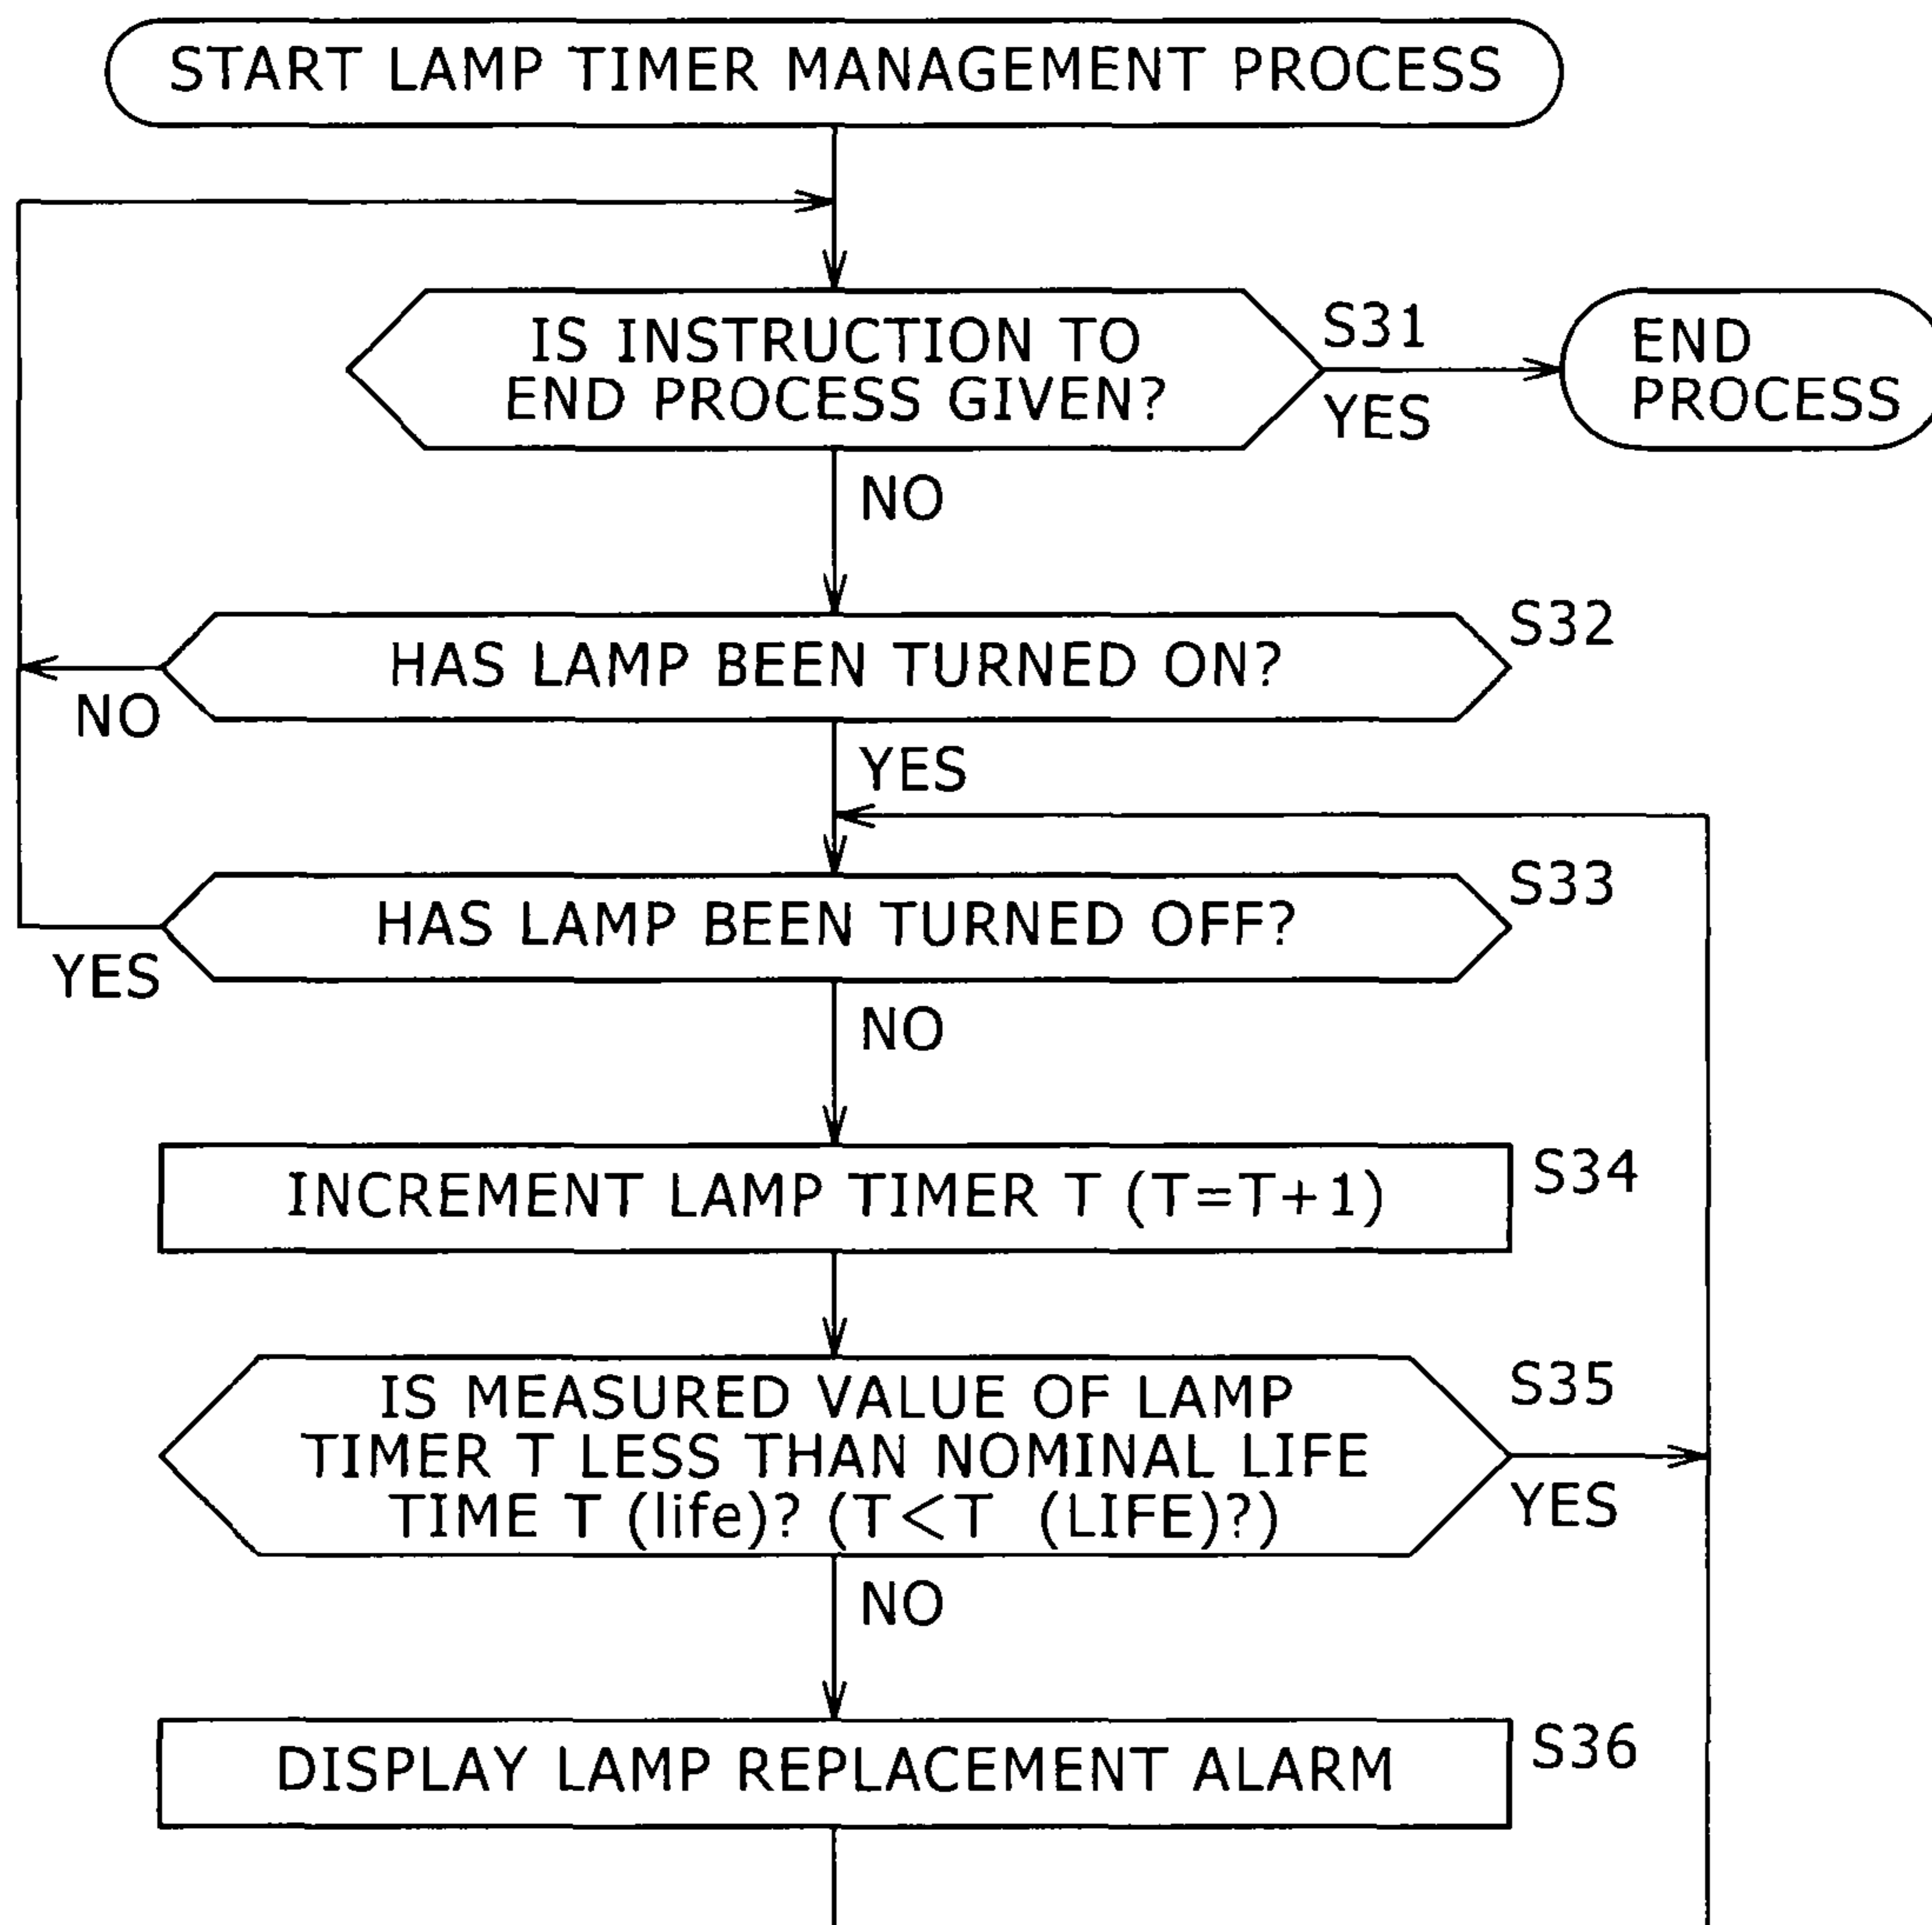 START LAMP TIMER MANAGEMENT PROCESS
IS INSTRUCTION TO
END PROCESS GIVEN?
S31
YES
END
PROCESS
NO
HAS LAMP BEEN TURNED ON?
S32
NO
YES
HAS LAMP BEEN TURNED OFF?
S33
YES
NO
INCREMENT LAMP TIMER T (T=T+1)
S34
IS MEASURED VALUE OF LAMP
TIMER T LESS THAN NOMINAL LIFE
TIME T (life)? (T<T (LIFE)?)
S35
YES
NO
DISPLAY LAMP REPLACEMENT ALARM
S36